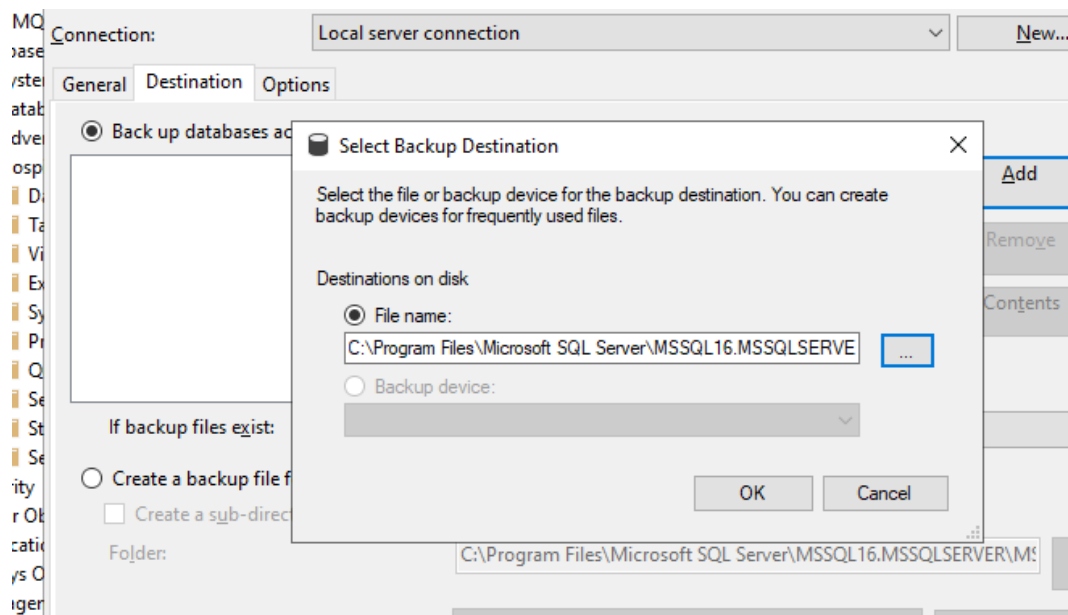 Connection:
Local server connection
New...
General
Destination
Options
Back up databases ac
Select Backup Destination
Select the file or backup device for the backup destination. You can create
backup devices for frequently used files.
Add
Remove
Contents
Destinations on disk
File name:
C:\Program Files\Microsoft SQL Server\MSSQL16.MSSQLSERVE
...
Backup device:
If backup files exist:
OK
Cancel
Create a backup file f
Create a sub-direct
Folder:
C:\Program Files\Microsoft SQL Server\MSSQL16.MSSQLSERVER\MS